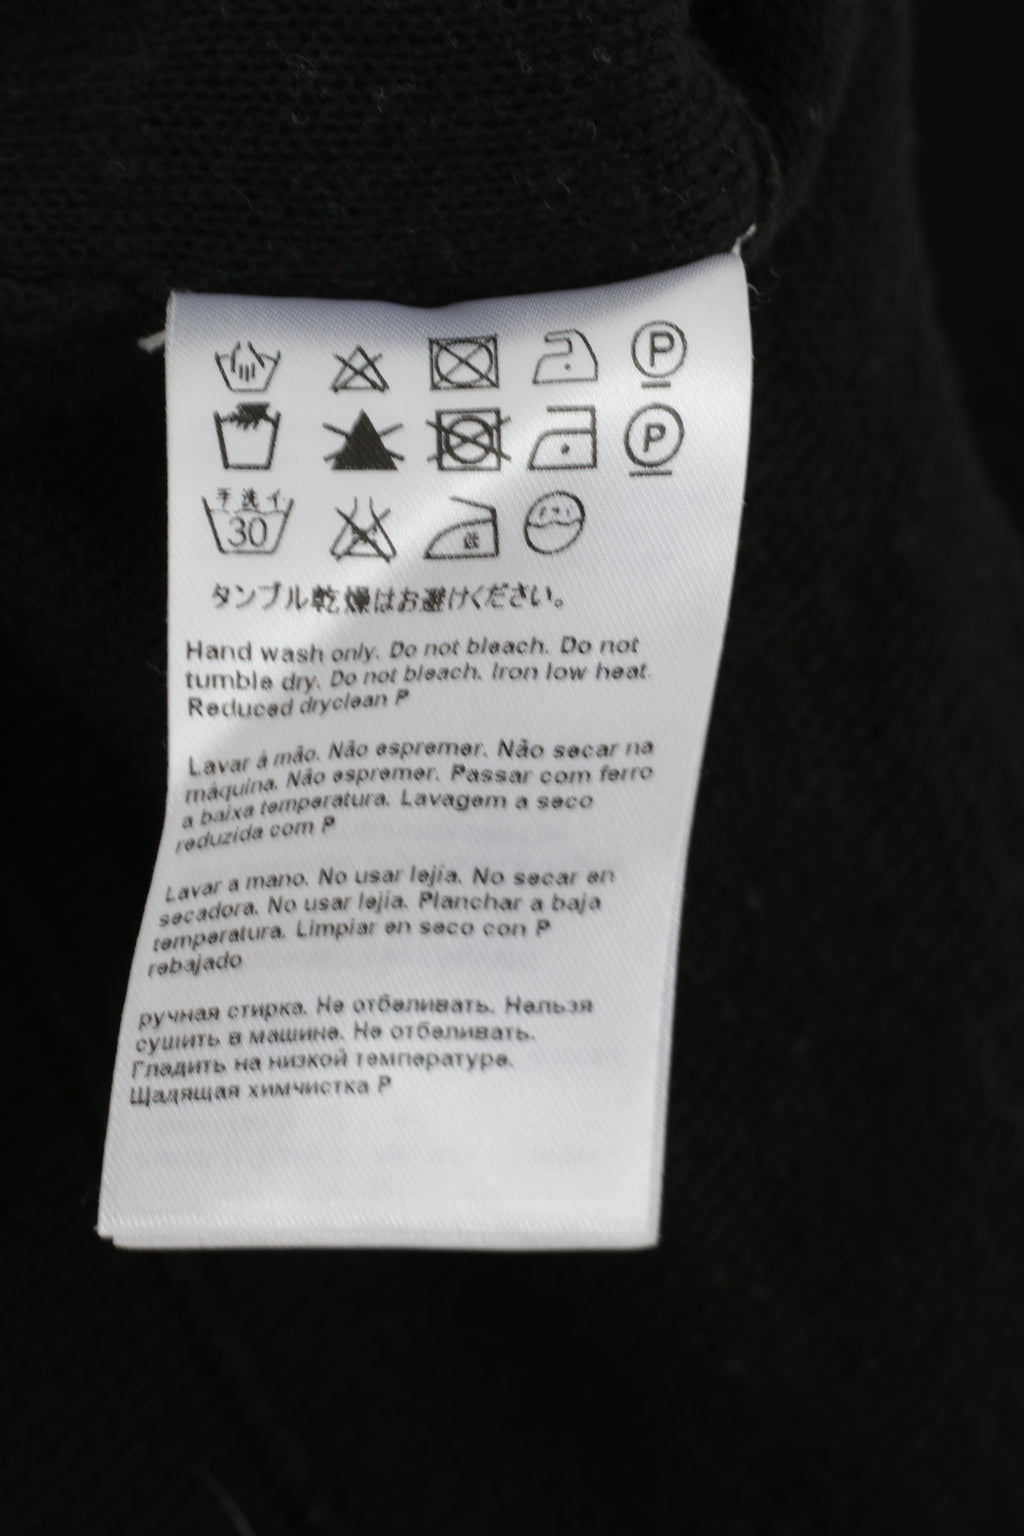 P
P
手洗イ
30
低
タンブル乾燥はお避けください。
Hand wash only. Do not bleach. Do not
tumble dry. Do not bleach. Iron low heat.
Reduced dryclean P
Lavar á mão. Não espremer. Não secar na
máquina. Não espremer. Passar com ferro
a baixa temperatura. Lavagem a seco
reduzida com P
Lavar a mano. No usar lejía. No secar en
secadora. No usar lejía. Planchar a baja
temperatura. Limpiar en seco con P
rebajado
ручная стирка. Не отбеливать. Нельзя
сушить в машине. Не отбеливать.
Гладить на низкой температуре.
Щадящая химчистка P